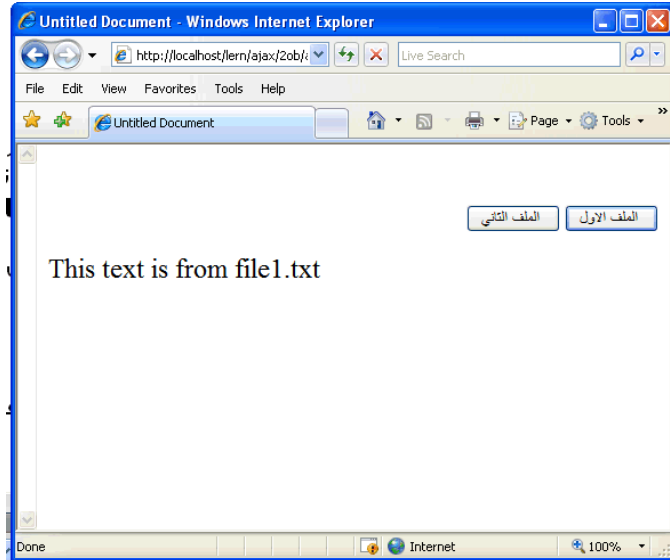 Untitled Document - Windows Internet Explorer
http://localhost/lern/ajax/2ob/
Live Search
File Edit View Favorites Tools Help
Untitled Document
Page Tools »
الملف الاول الملف الثاني
This text is from file1.txt
Done Internet 100%